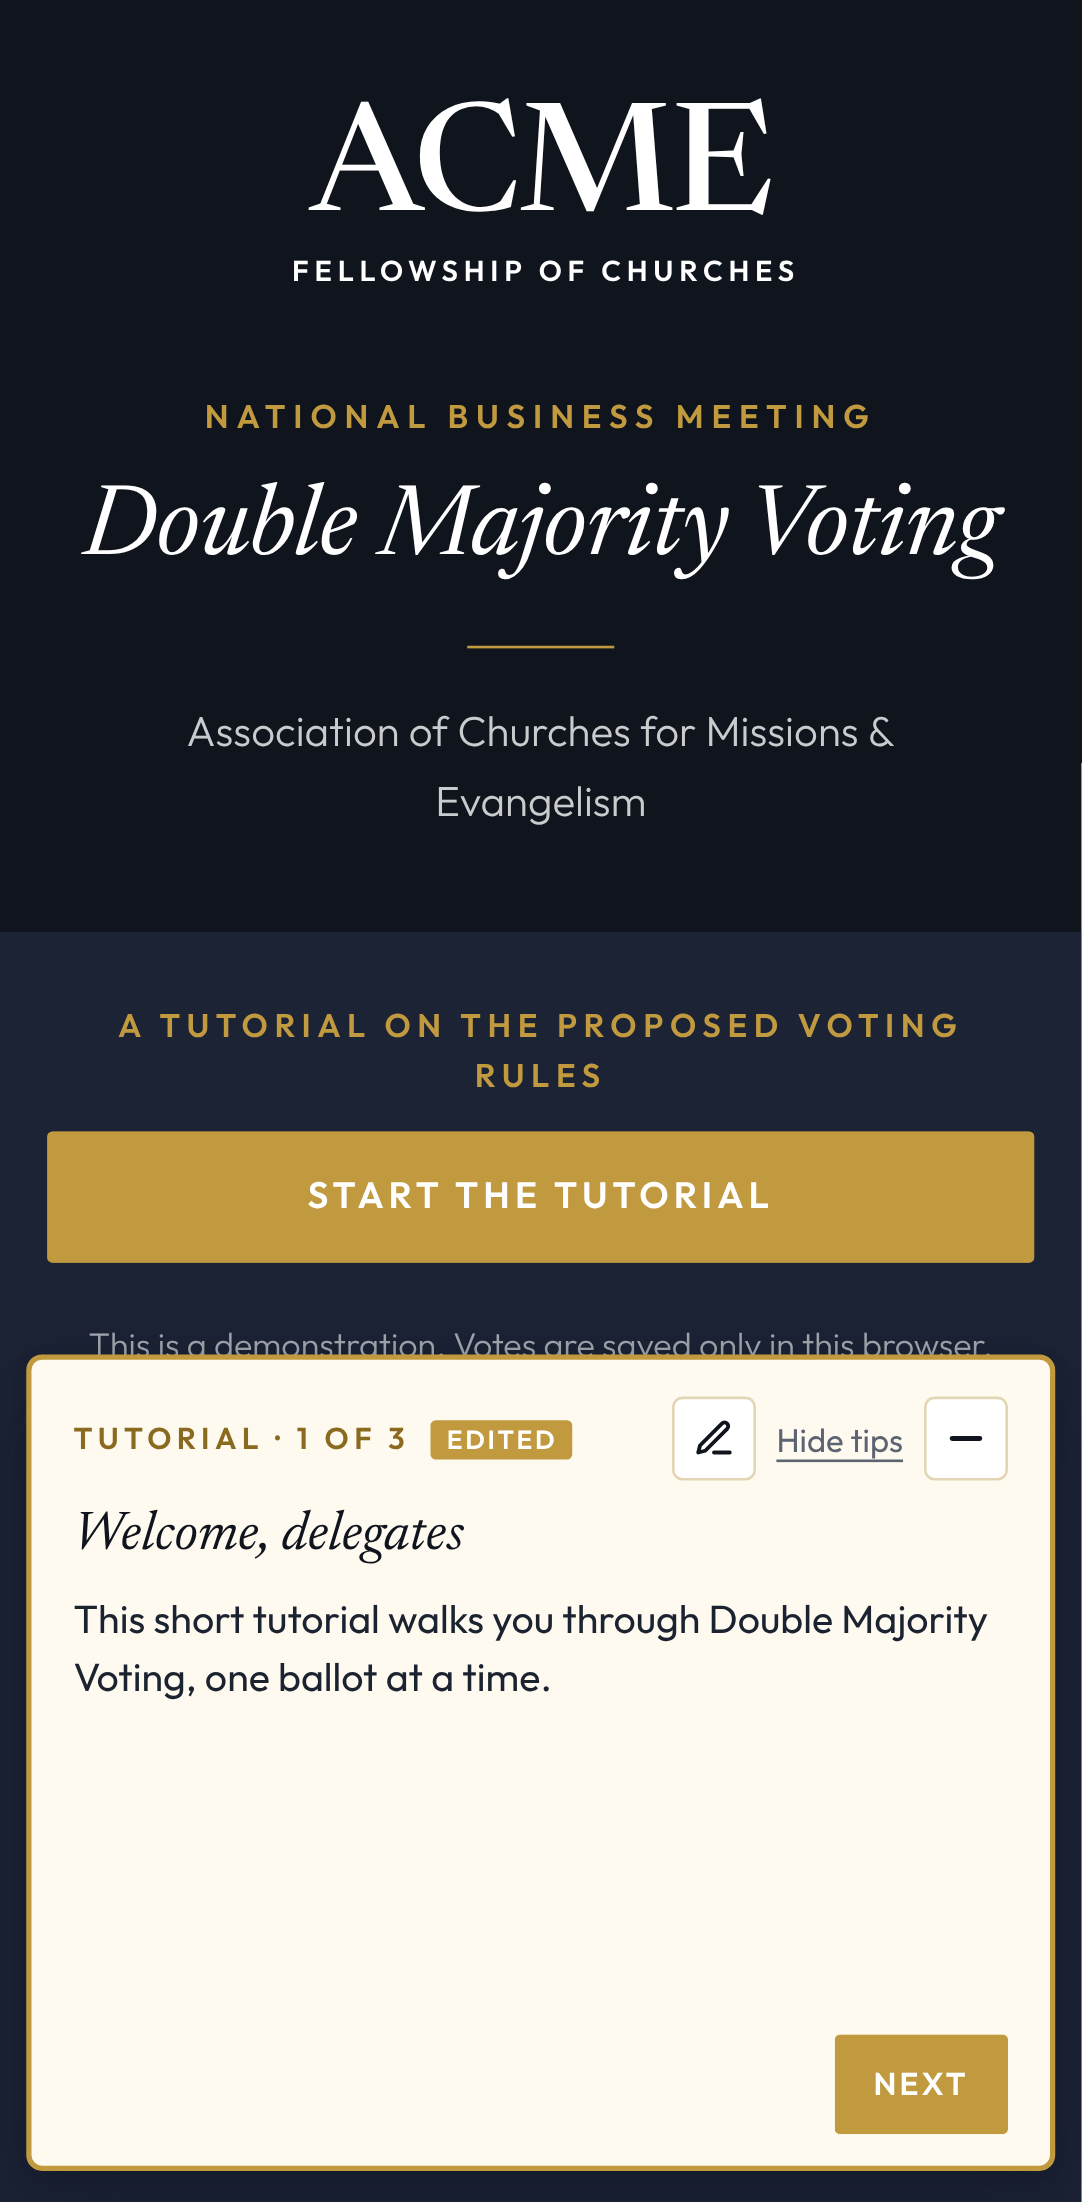 ACME
FELLOWSHIP OF CHURCHES
NATIONAL BUSINESS MEETING
Double Majority Voting
Association of Churches for Missions &
Evangelism
A TUTORIAL ON THE PROPOSED VOTING
RULES
START THE TUTORIAL
This is a demonstration. Votes are saved only in this browser.
TUTORIAL · 1 OF 3 EDITED Hide tips
Welcome, delegates
This short tutorial walks you through Double Majority
Voting, one ballot at a time.
NEXT